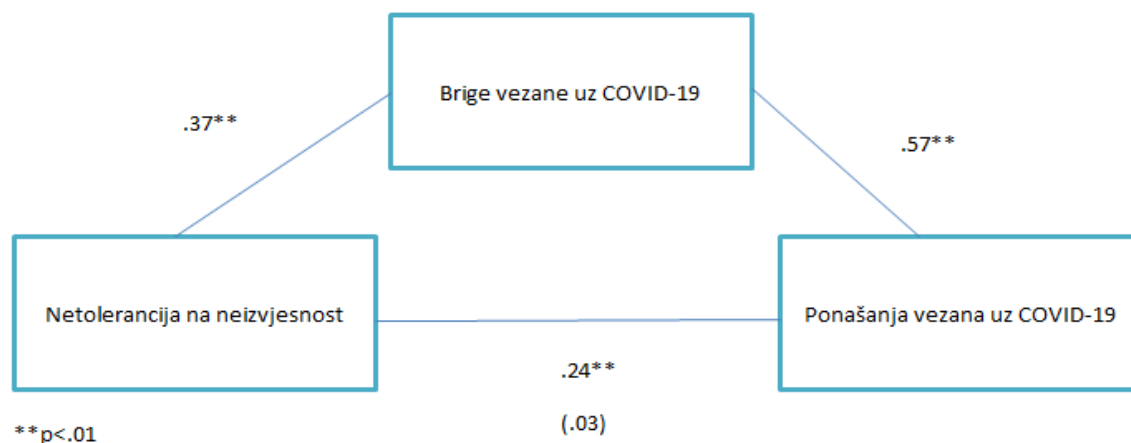 Brige vezane uz COVID-19
.37**
.57**
Netolerancija na neizvjesnost
Ponašanja vezana uz COVID-19
.24**
(.03)
**p<.01